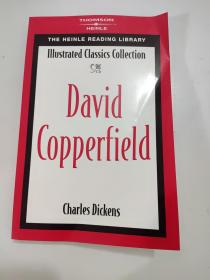 THOMSON
HEINLE
THE HEINLE READING LIBRARY
Illustrated Classics Collection
David
Copperfield
Charles Dickens